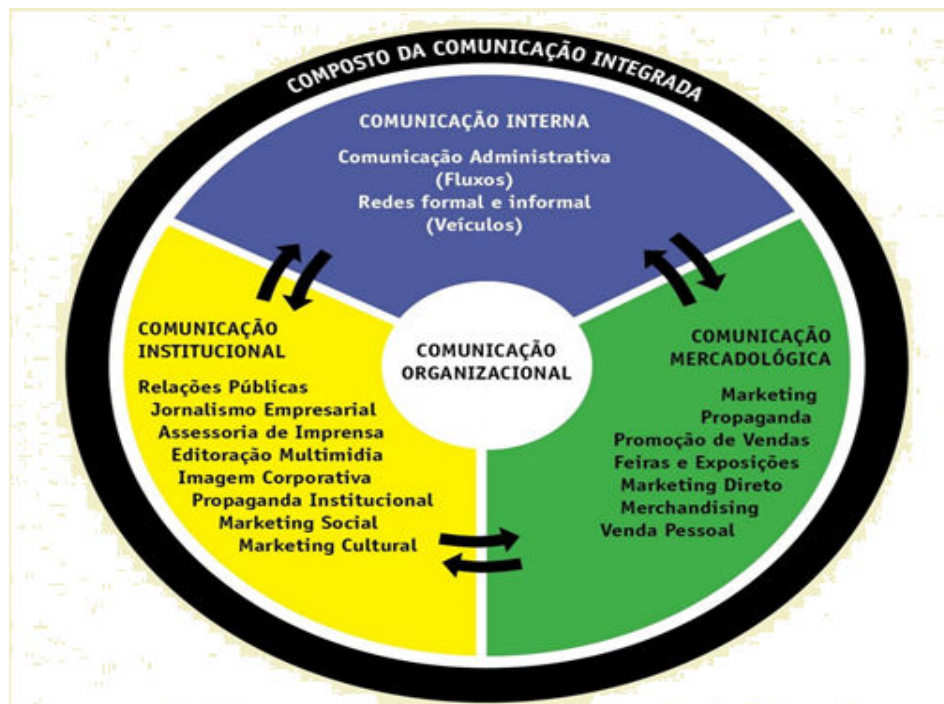 COMPOSTO DA COMUNICAÇÃO INTEGRADA
COMUNICAÇÃO INTERNA
Comunicação Administrativa
(Fluxos)
Redes formal e informal
(Veículos)
COMUNICAÇÃO
ORGANIZACIONAL
COMUNICAÇÃO
INSTITUCIONAL
Relações Públicas
Jornalismo Empresarial
Assessoria de Imprensa
Editoração Multimidia
Imagem Corporativa
Propaganda Institucional
Marketing Social
Marketing Cultural
COMUNICAÇÃO
MERCADOLÓGICA
Marketing
Propaganda
Promoção de Vendas
Feiras e Exposições
Marketing Direto
Merchandising
Venda Pessoal